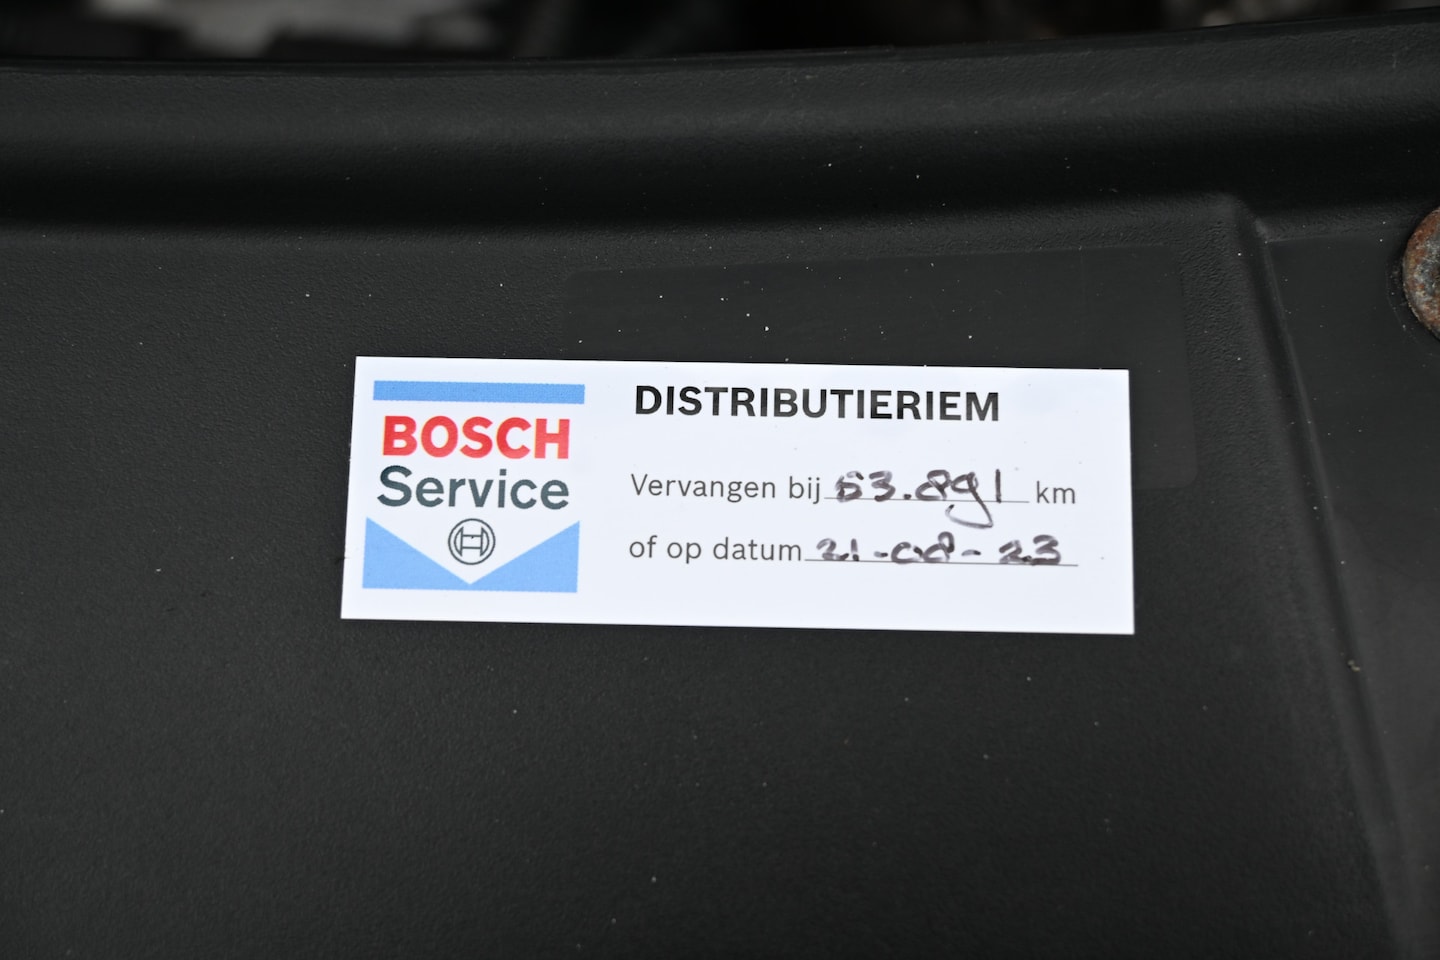 BOSCH
Service
DISTRIBUTIERIEM
Vervangen bij 53.891 km
of op datum 21-08-23